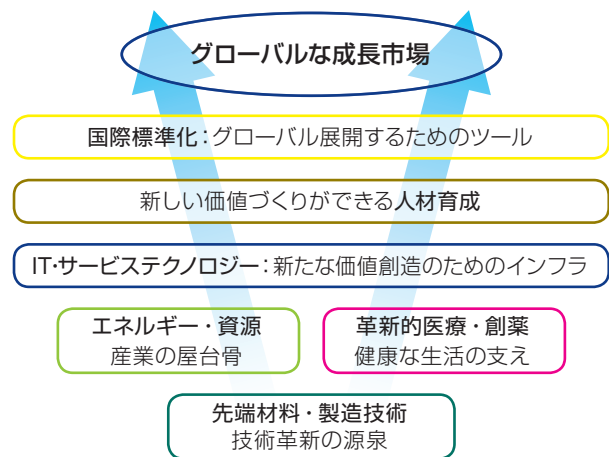 グローバルな成長市場
国際標準化：グローバル展開するためのツール
新しい価値づくりができる人材育成
IT・サービステクノロジー：新たな価値創造のためのインフラ
エネルギー・資源
産業の屋台骨
革新的医療・創薬
健康な生活の支え
先端材料・製造技術
技術革新の源泉